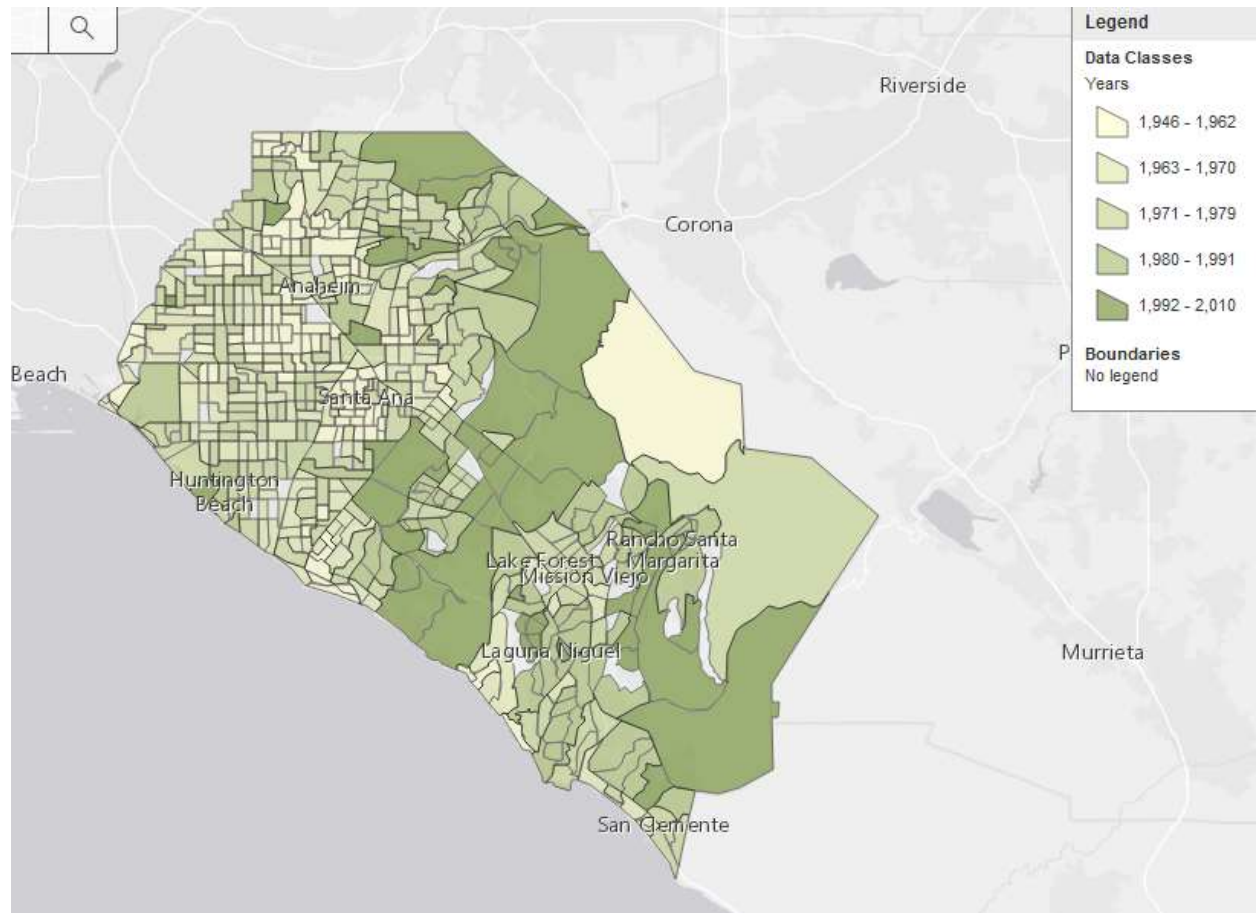 Legend
Data Classes
Years
1,946 - 1,962
1,963 - 1,970
1,971 - 1,979
1,980 - 1,991
1,992 - 2,010
Boundaries
No legend
Riverside
Corona
Anaheim
P
Beach
Santa Ana
Huntington
Beach
Rancho Santa
Margarita
Lake Forest
Mission Viejo
Laguna Niguel
Murrieta
San Clemente